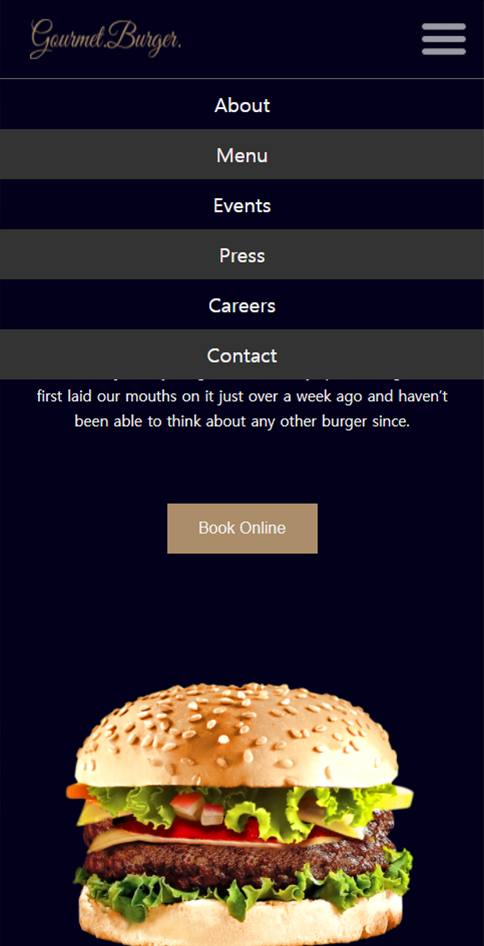 Gourmet.Burger.
About
Menu
Events
Press
Careers
Contact
first laid our mouths on it just over a week ago and haven't
been able to think about any other burger since.
Book Online